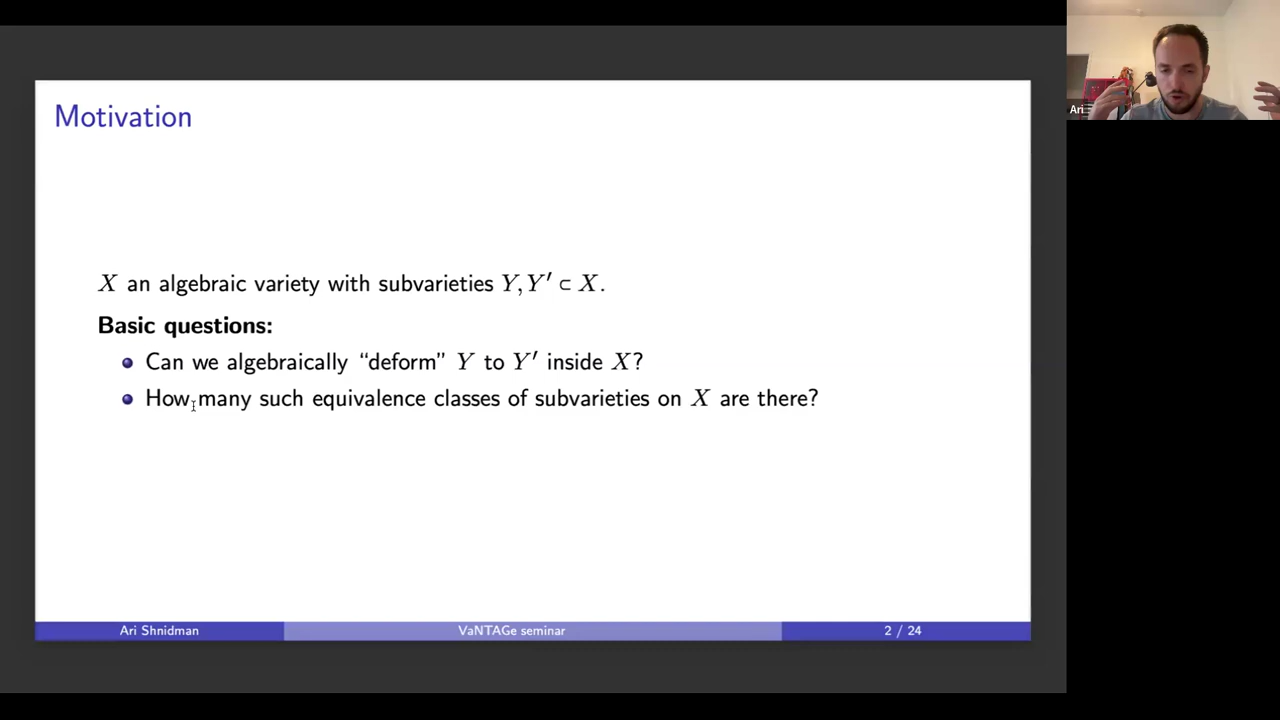 Motivation
Ari
X an algebraic variety with subvarieties Y, Y′ ⊂ X.
Basic questions:
Can we algebraically “deform” Y to Y′ inside X?
How many such equivalence classes of subvarieties on X are there?
Ari Shnidman VaNTAGe seminar 2 / 24